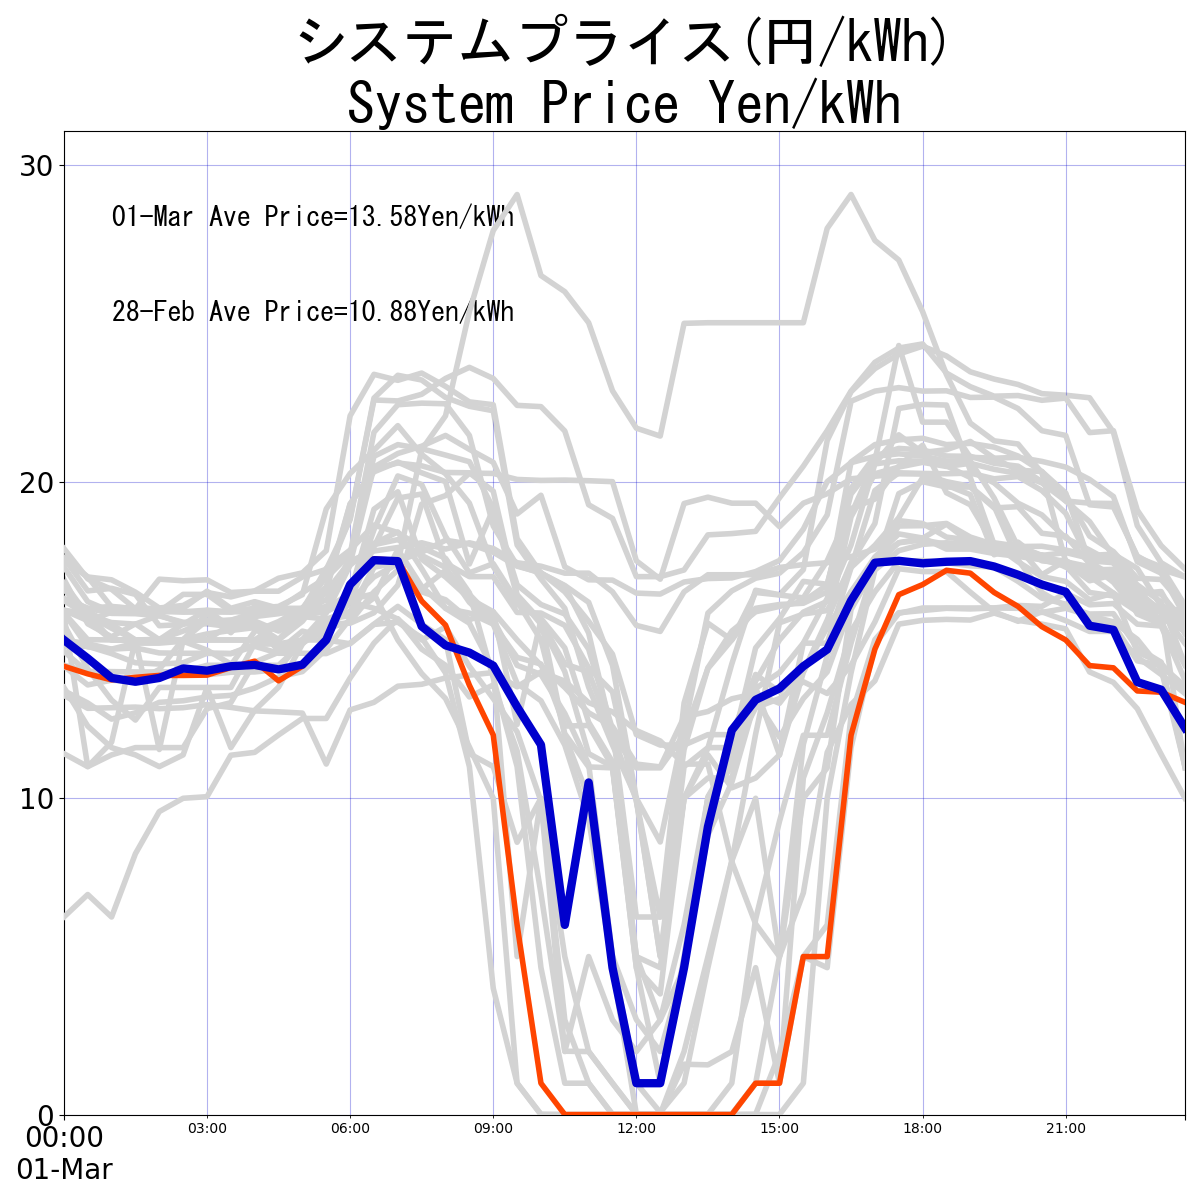 システムプライス(円/kWh)
System Price Yen/kWh
30
01-Mar Ave Price=13.58Yen/kWh
28-Feb Ave Price=10.88Yen/kWh
20
10
0
00:00 03:00 06:00 09:00 12:00 15:00 18:00 21:00
01-Mar